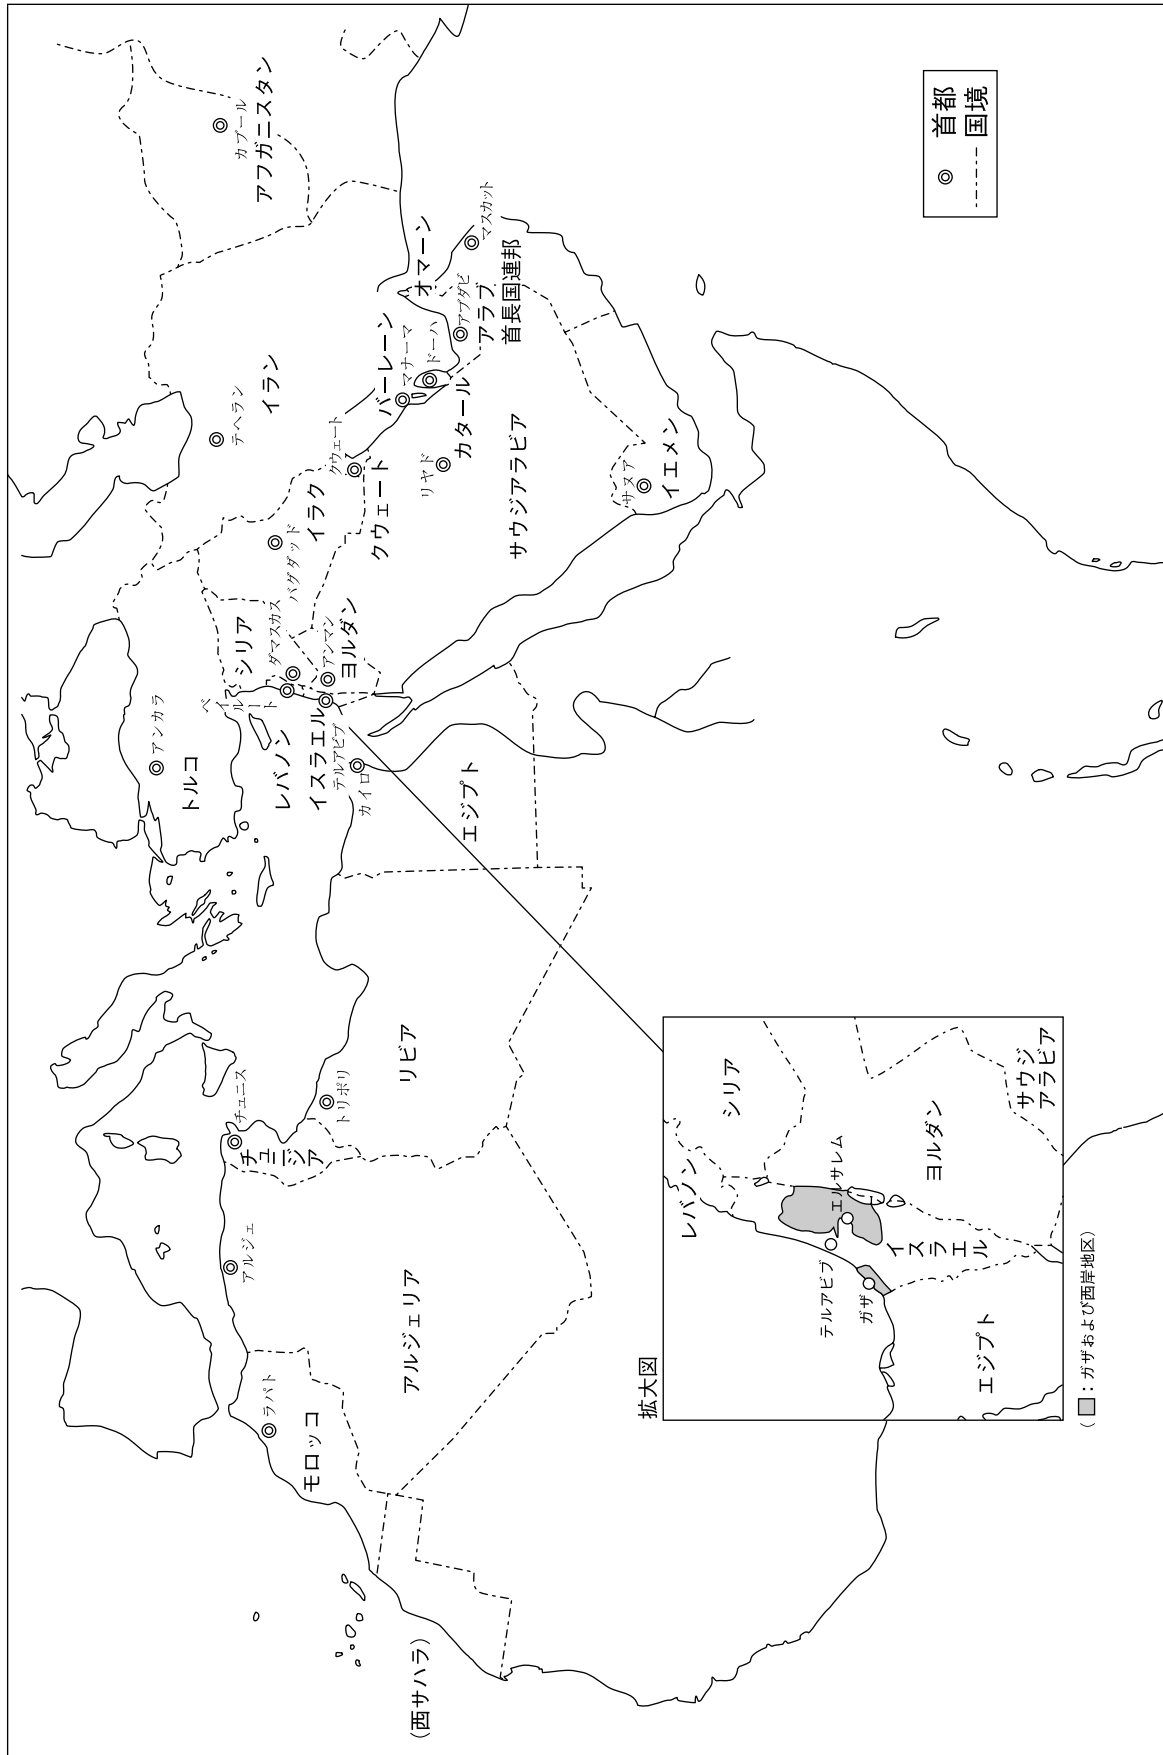 首都
国境
アフガニスタン
カブール
イラン
テヘラン
オマーン
マスカット
アラブ
首長国連邦
アブダビ
バーレーン
マナーマ
ドーハ
カタール
クウェート
クウェート
リヤド
サウジアラビア
サヌア
イエメン
イラク
バグダッド
シリア
ダマスカス
アンマン
ヨルダン
ベイルート
レバノン
イスラエル
テルアビブ
カイロ
エジプト
アンカラ
トルコ
リビア
トリポリ
チュニス
チュニジア
アルジェ
アルジェリア
ラバト
モロッコ
(西サハラ)
拡大図
シリア
レバノン
サウジ
アラビア
ヨルダン
エルサレム
イスラエル
テルアビブ
ガザ
エジプト
( : ガザおよび西岸地区)